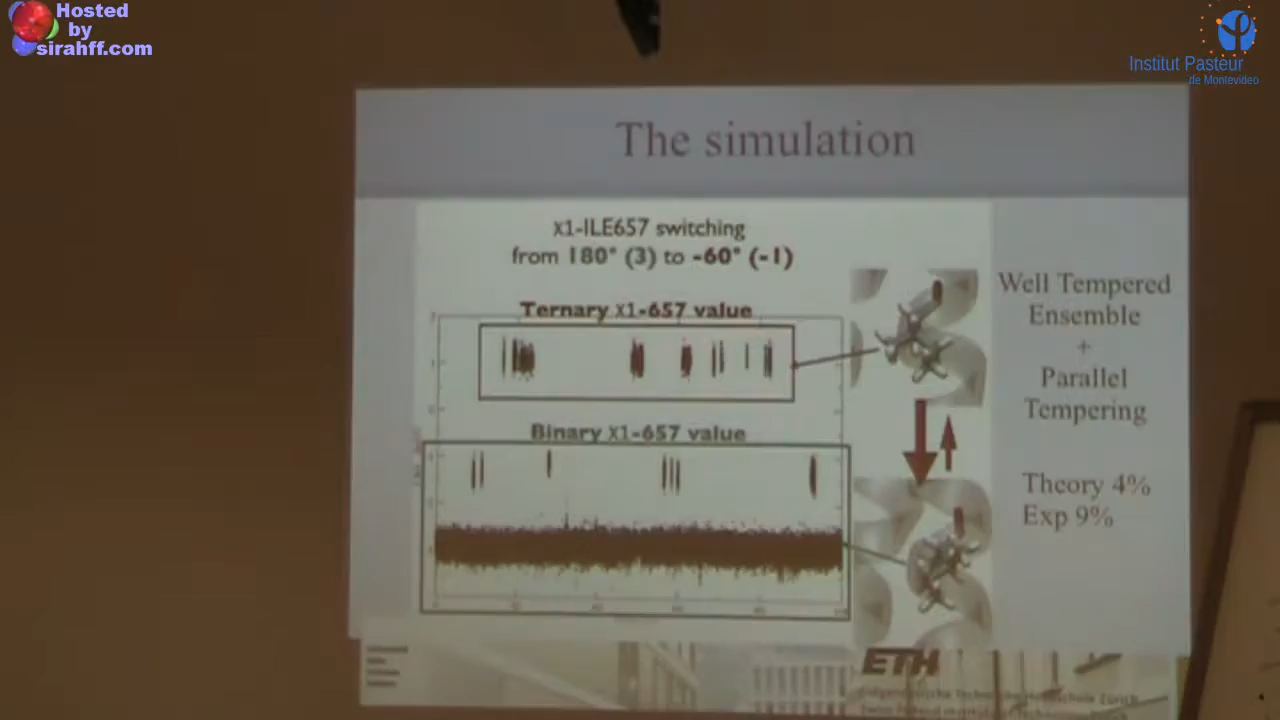 Hosted
by
sirahff.com
Institut Pasteur
de Montevideo
The simulation
χ1-ILE657 switching
from 180° (3) to -60° (-1)
Ternary χ1-657 value
Binary χ1-657 value
Well Tempered
Ensemble
+
Parallel
Tempering
Theory 4%
Exp 9%
ETH